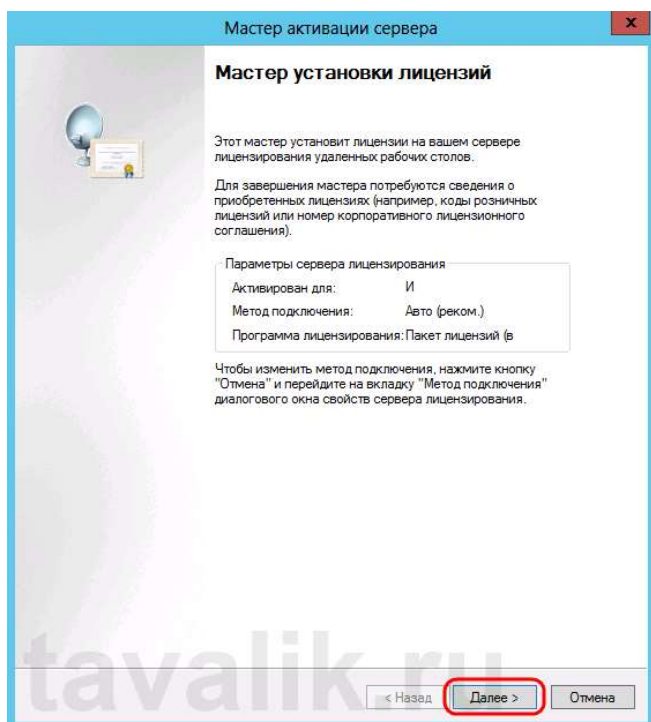 Мастер активации сервера
x
Мастер установки лицензий
Этот мастер установит лицензии на вашем сервере
лицензирования удаленных рабочих столов.
Для завершения мастера потребуются сведения о
приобретенных лицензиях (например, коды розничных
лицензий или номер корпоративного лицензионного
соглашения).
Параметры сервера лицензирования
Активирован для: И
Метод подключения: Авто (реком.)
Программа лицензирования: Пакет лицензий (в
Чтобы изменить метод подключения, нажмите кнопку
"Отмена" и перейдите на вкладку "Метод подключения"
диалогового окна свойств сервера лицензирования.
tavalik.ru
< Назад Далее > Отмена